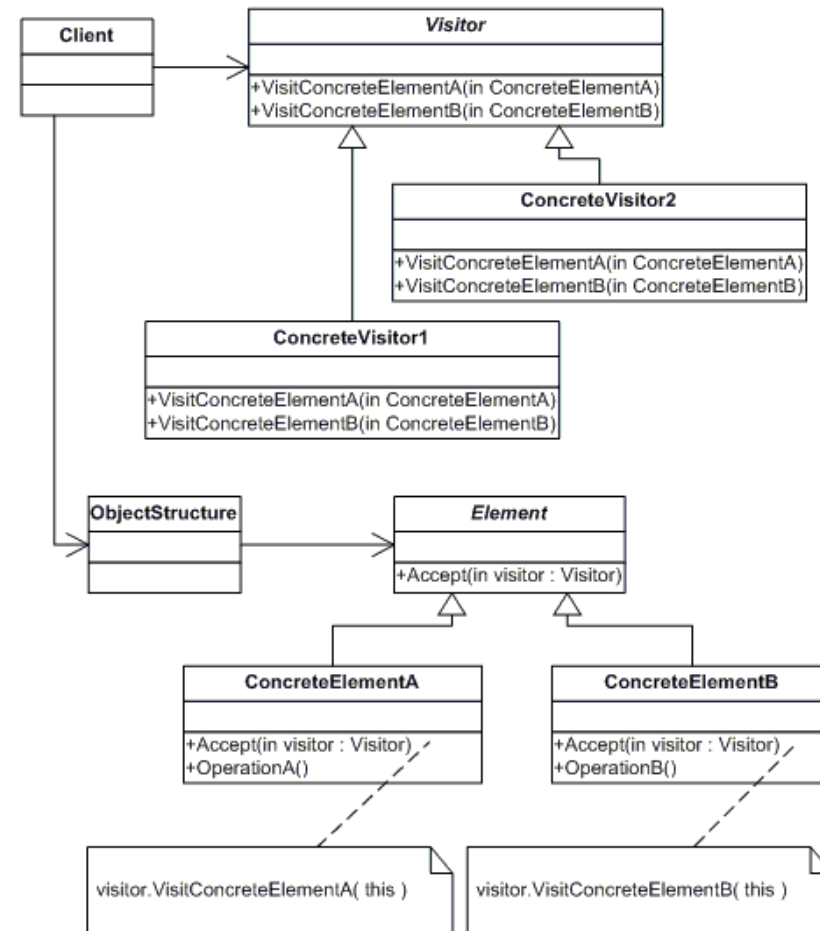 Client
Visitor
+VisitConcreteElementA(in ConcreteElementA)
+VisitConcreteElementB(in ConcreteElementB)
ConcreteVisitor2
+VisitConcreteElementA(in ConcreteElementA)
+VisitConcreteElementB(in ConcreteElementB)
ConcreteVisitor1
+VisitConcreteElementA(in ConcreteElementA)
+VisitConcreteElementB(in ConcreteElementB)
ObjectStructure
Element
+Accept(in visitor : Visitor)
ConcreteElementA
+Accept(in visitor : Visitor)
+OperationA()
ConcreteElementB
+Accept(in visitor : Visitor)
+OperationB()
visitor.VisitConcreteElementA( this )
visitor.VisitConcreteElementB( this )